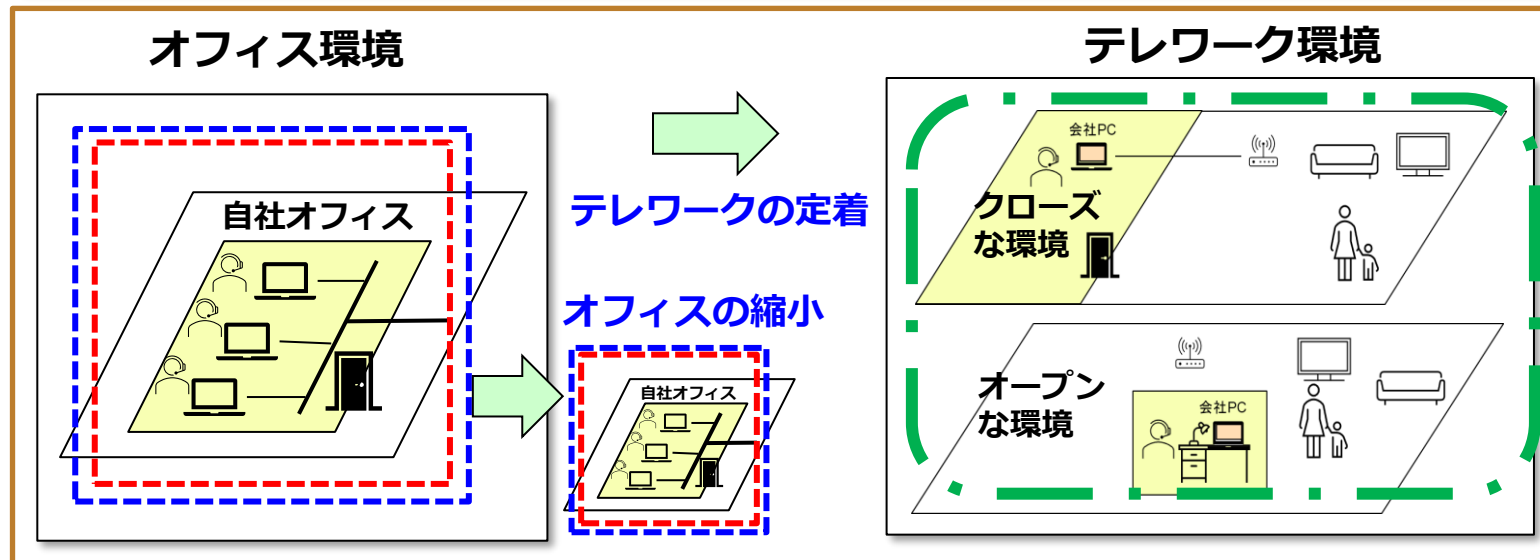 オフィス環境
テレワーク環境
自社オフィス
テレワークの定着
オフィスの縮小
自社オフィス
会社PC
クローズ
な環境
オープン
な環境
会社PC